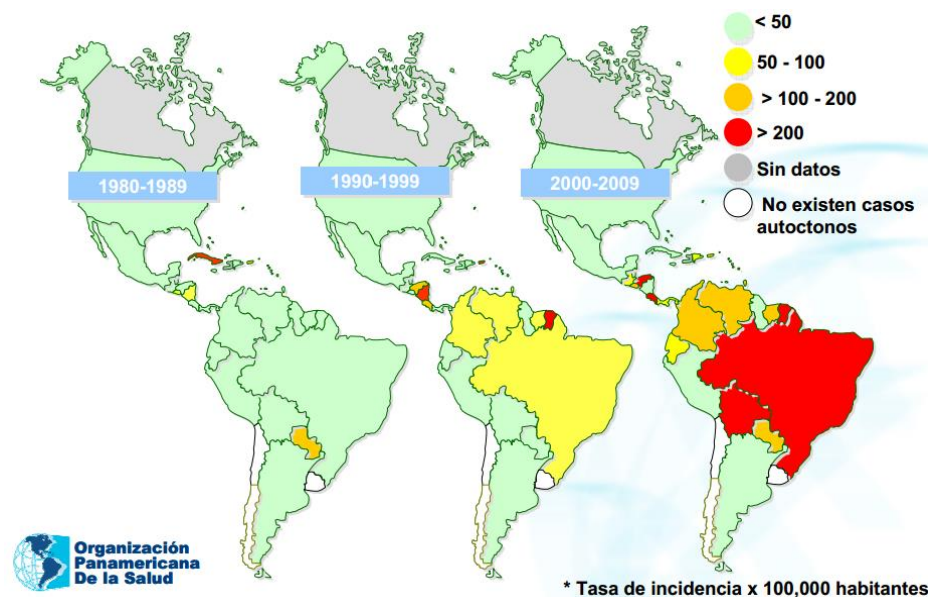 < 50
50 - 100
> 100 - 200
> 200
Sin datos
No existen casos
autoctonos
1980-1989
1990-1999
2000-2009
Organización
Panamericana
De la Salud
* Tasa de incidencia x 100,000 habitantes